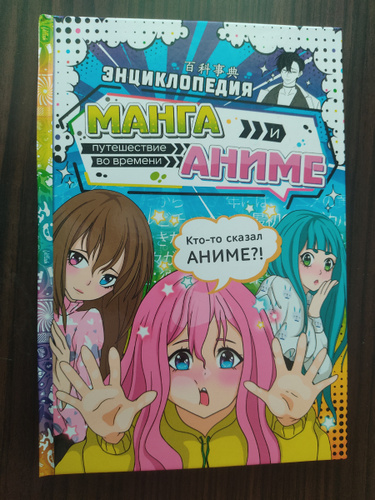 百科事典
ЭНЦИКЛОПЕДИЯ
МАНГА
и
путешествие
во времени
АНИМЕ
Кто-то сказал
АНИМЕ?!